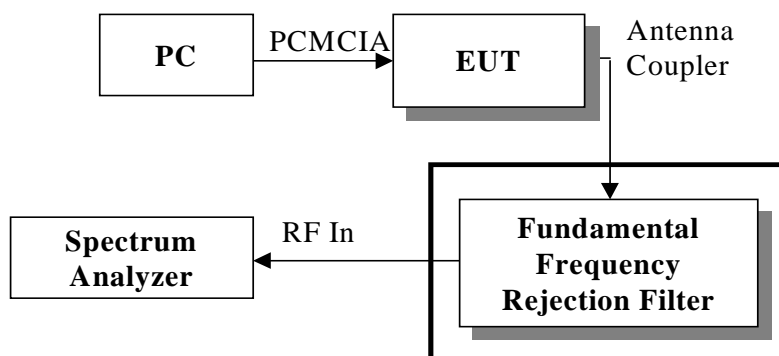 PC
PCMCIA
EUT
Antenna
Coupler
Spectrum
Analyzer
RF In
Fundamental
Frequency
Rejection Filter